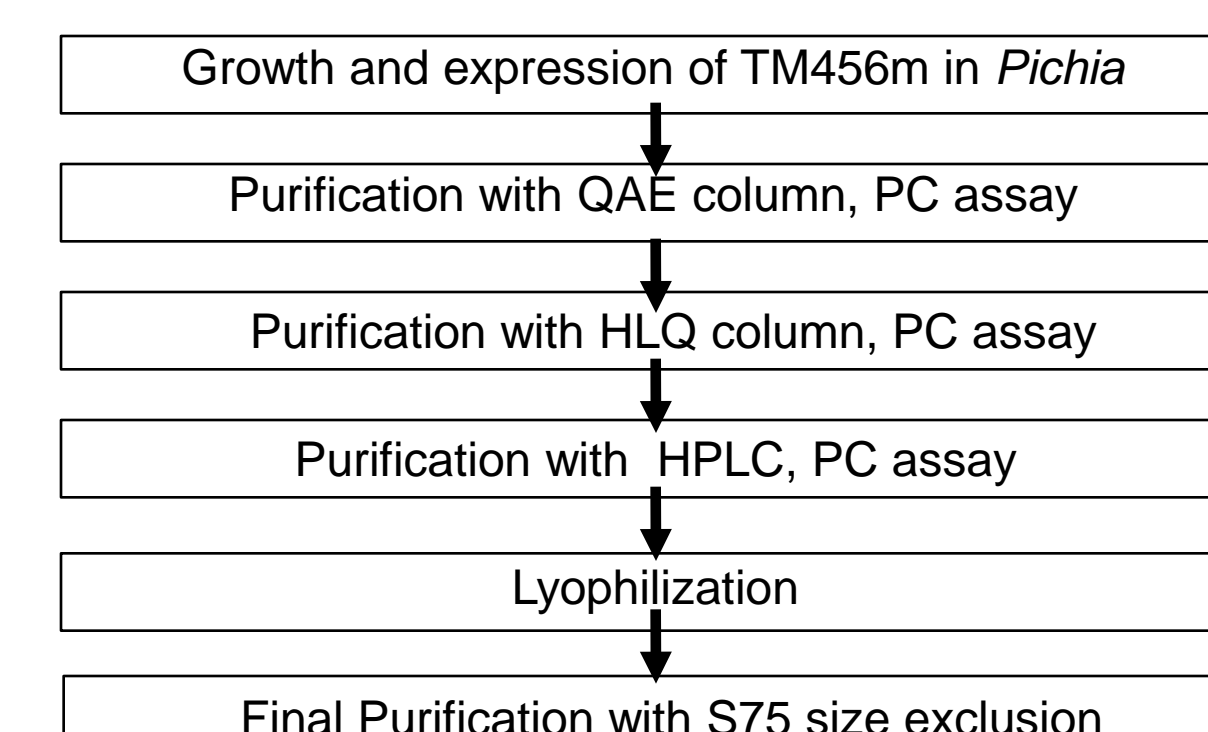 Growth and expression of TM456m in Pichia
Purification with QAE column, PC assay
Purification with HLQ column, PC assay
Purification with HPLC, PC assay
Lyophilization
Final Purification with S75 size exclusion